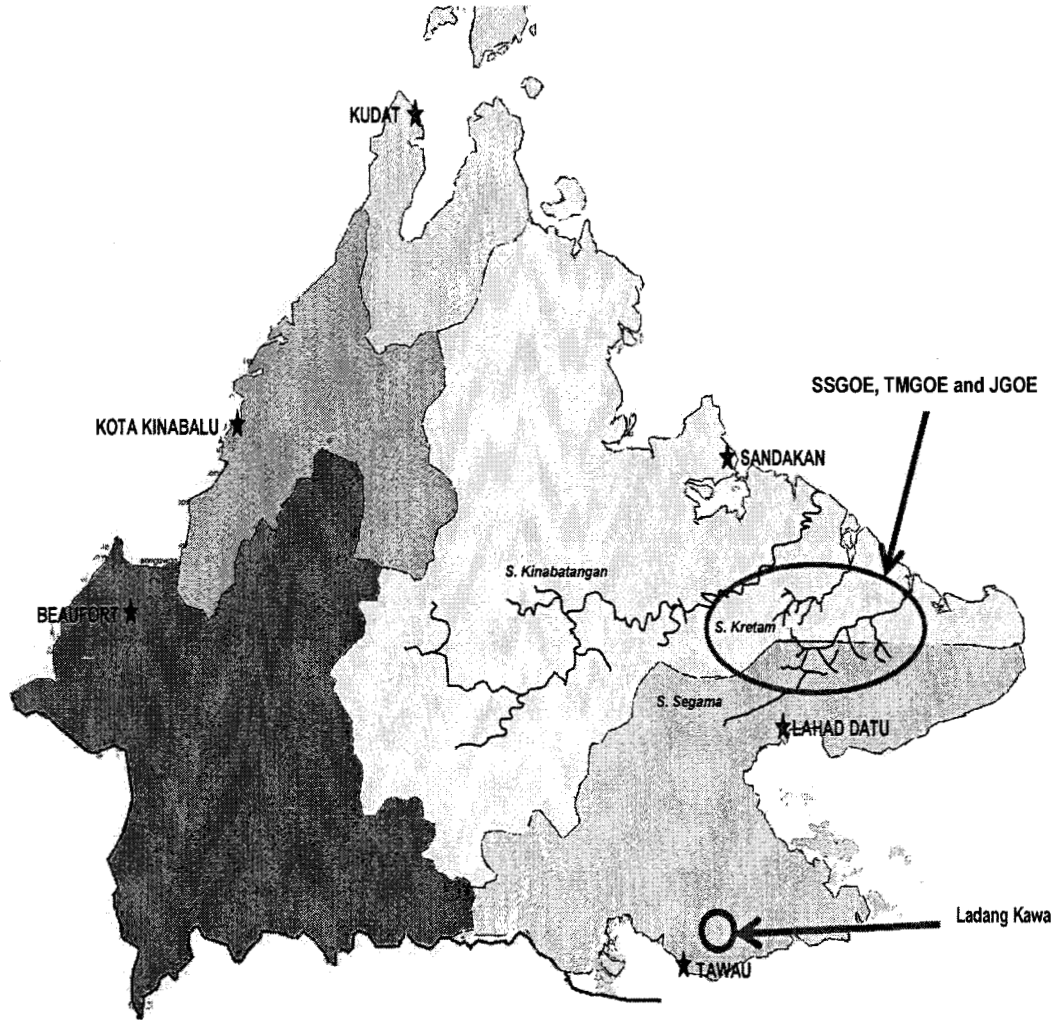 KUDAT
SSGOE, TMGOE and JGOE
KOTA KINABALU
SANDAKAN
S. Kinabatangan
BEAUFORT
S. Kretam
S. Segama
LAHAD DATU
Ladang Kawa
TAWAU